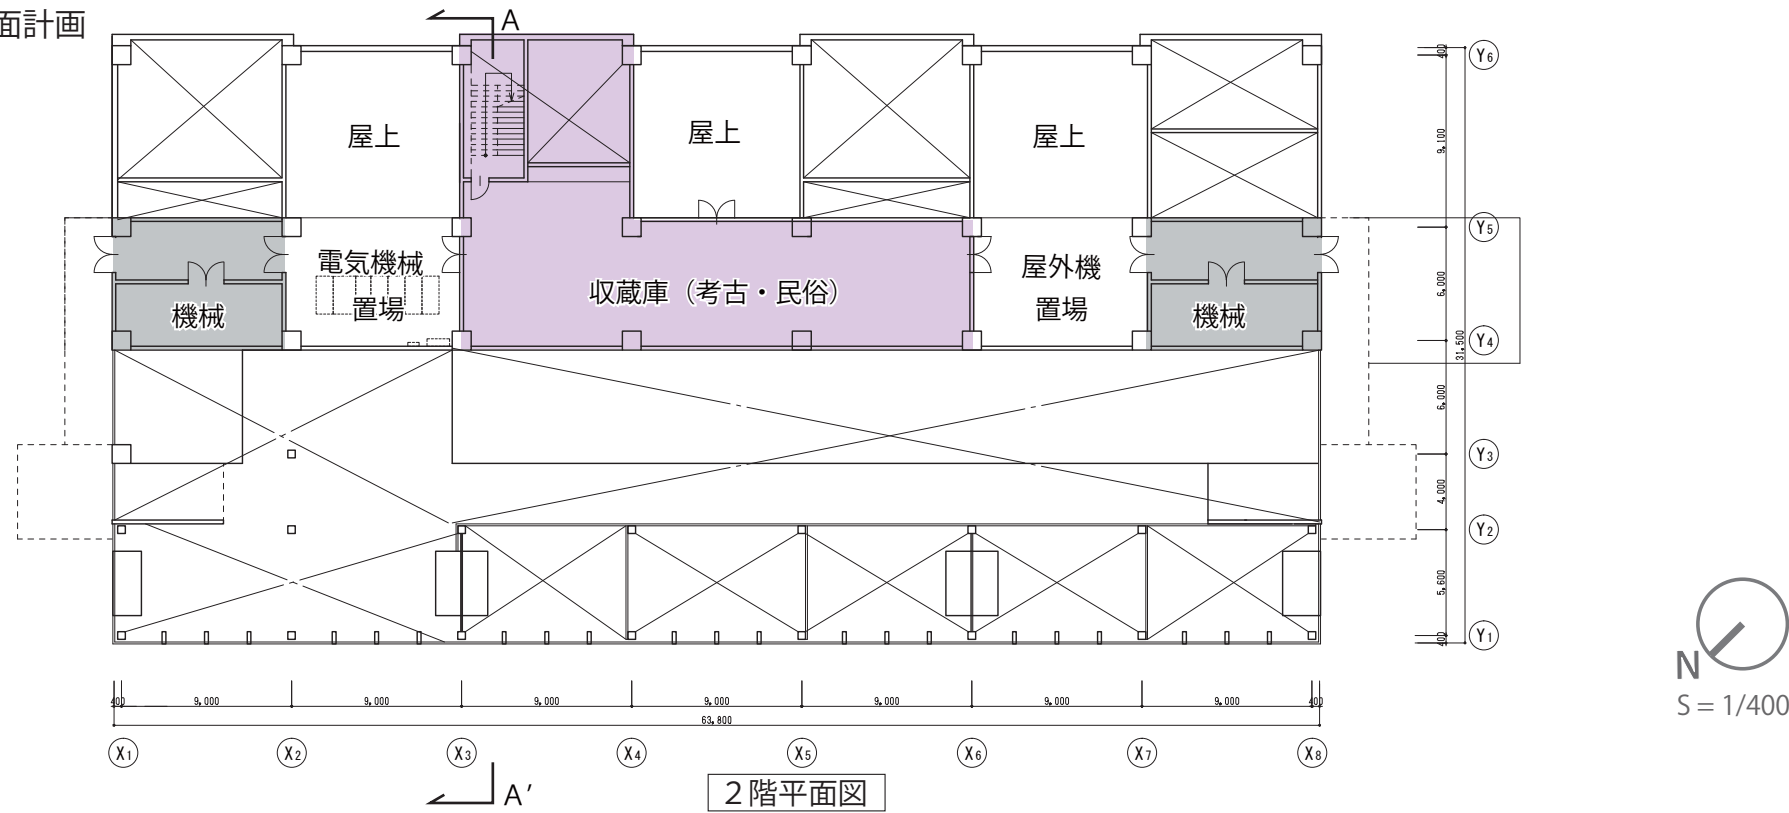 面計画
A
屋上
屋上
屋上
電気機械
置場
収蔵庫（考古・民俗）
屋外機
置場
機械
機械
400
9,100
6,000
6,000
4,000
5,600
400
31,500
Y6
Y5
Y4
Y3
Y2
Y1
N
S = 1/400
400
9,000
9,000
9,000
9,000
9,000
9,000
9,000
400
63,800
X1
X2
X3
X4
X5
X6
X7
X8
A'
２階平面図